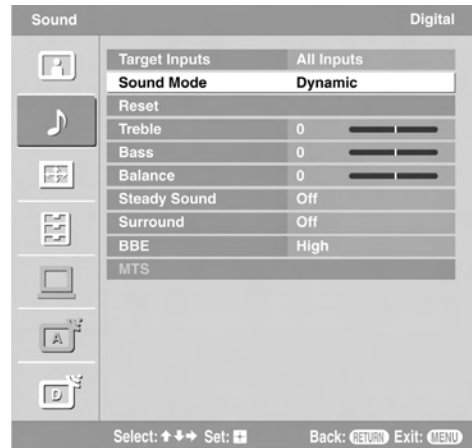 Sound Digital
Target Inputs All Inputs
Sound Mode Dynamic
Reset
Treble 0
Bass 0
Balance 0
Steady Sound Off
Surround Off
BBE High
MTS
A
D
Select: Set: Back: RETURN Exit: MENU